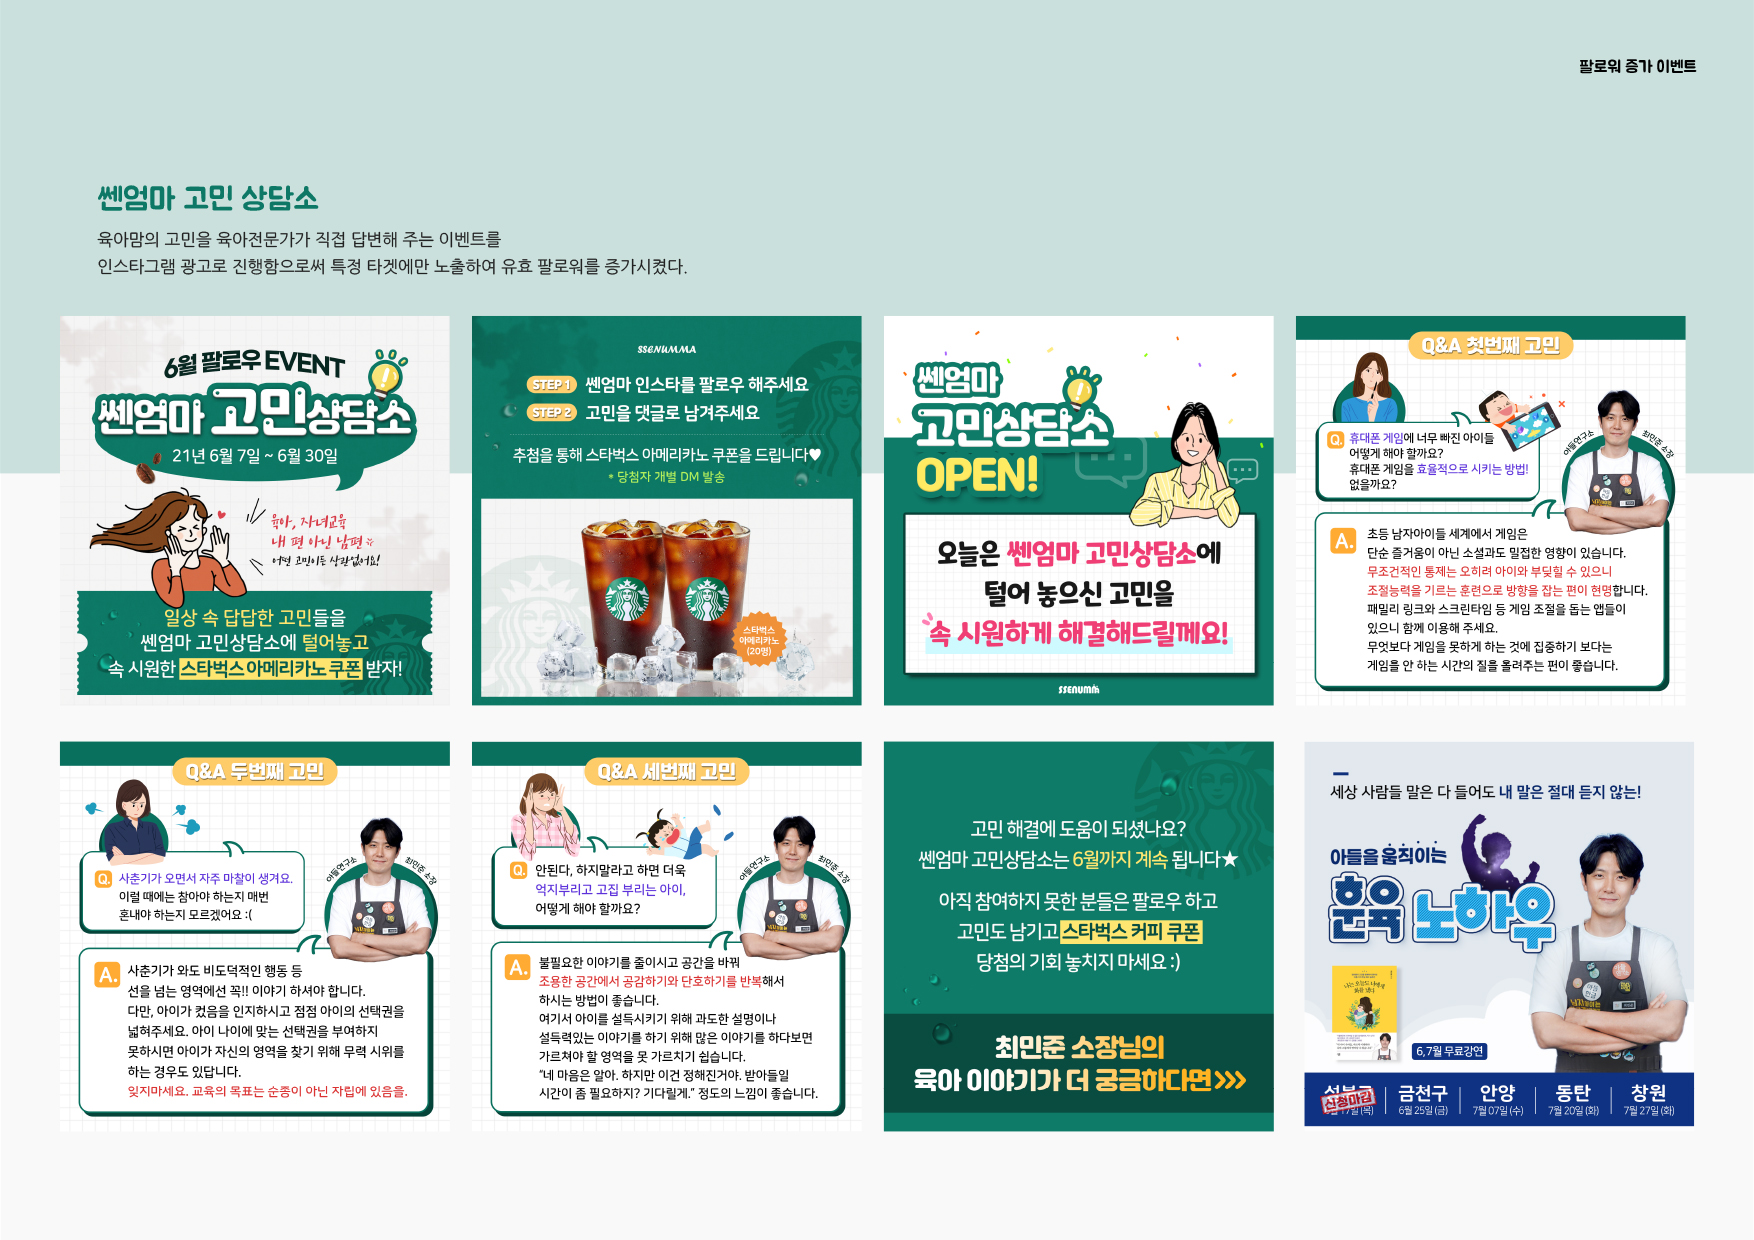 팔로워 증가 이벤트
쎈엄마 고민 상담소
육아맘의 고민을 육아전문가가 직접 답변해 주는 이벤트를
인스타그램 광고로 진행함으로써 특정 타겟에만 노출하여 유효 팔로워를 증가시켰다.
6월 팔로우 EVENT
쎈엄마 고민상담소
21년 6월 7일 ~ 6월 30일
육아, 자녀교육
내 편 아닌 남편
어떤 고민이든 상관없어요!
일상 속 답답한 고민들을
쎈엄마 고민상담소에 털어놓고
속 시원한 스타벅스 아메리카노 쿠폰 받자!
SSENUMMA
STEP 1 쎈엄마 인스타를 팔로우 해주세요
STEP 2 고민을 댓글로 남겨주세요
추첨을 통해 스타벅스 아메리카노 쿠폰을 드립니다♥
* 당첨자 개별 DM 발송
스타벅스
아메리카노
(20명)
쎈엄마
고민상담소
OPEN!
오늘은 쎈엄마 고민상담소에
털어 놓으신 고민을
속 시원하게 해결해드릴께요!
SSENUMMA
Q&A 첫번째 고민
Q. 휴대폰 게임에 너무 빠진 아이들
어떻게 해야 할까요?
휴대폰 게임을 효율적으로 시키는 방법!
없을까요?
아들연구소 최민준 소장
A. 초등 남자아이들 세계에서 게임은
단순 즐거움이 아닌 소셜과도 밀접한 영향이 있습니다.
무조건적인 통제는 오히려 아이와 부딪힐 수 있으니
조절능력을 기르는 훈련으로 방향을 잡는 편이 현명합니다.
패밀리 링크와 스크린타임 등 게임 조절을 돕는 앱들이
있으니 함께 이용해 주세요.
무엇보다 게임을 못하게 하는 것에 집중하기 보다는
게임을 안 하는 시간의 질을 올려주는 편이 좋습니다.
Q&A 두번째 고민
Q. 사춘기가 오면서 자주 마찰이 생겨요.
이럴 때에는 참아야 하는지 매번
혼내야 하는지 모르겠어요 :(
아들연구소 최민준 소장
A. 사춘기가 와도 비도덕적인 행동 등
선을 넘는 영역에선 꼭!! 이야기 하셔야 합니다.
다만, 아이가 컸음을 인지하시고 점점 아이의 선택권을
넓혀주세요. 아이 나이에 맞는 선택권을 부여하지
못하시면 아이가 자신의 영역을 찾기 위해 무력 시위를
하는 경우도 있답니다.
잊지마세요. 교육의 목표는 순종이 아닌 자립에 있음을.
Q&A 세번째 고민
Q. 안된다, 하지말라고 하면 더욱
억지부리고 고집 부리는 아이,
어떻게 해야 할까요?
아들연구소 최민준 소장
A. 불필요한 이야기를 줄이시고 공간을 바꿔
조용한 공간에서 공감하기와 단호하기를 반복해서
하시는 방법이 좋습니다.
여기서 아이를 설득시키기 위해 과도한 설명이나
설득력있는 이야기를 하기 위해 많은 이야기를 하다보면
가르쳐야 할 영역을 못 가르치기 쉽습니다.
“네 마음은 알아. 하지만 이건 정해진거야. 받아들일
시간이 좀 필요하지? 기다릴게.” 정도의 느낌이 좋습니다.
고민 해결에 도움이 되셨나요?
쎈엄마 고민상담소는 6월까지 계속 됩니다★
아직 참여하지 못한 분들은 팔로우 하고
고민도 남기고 스타벅스 커피 쿠폰
당첨의 기회 놓치지 마세요 :)
최민준 소장님의
육아 이야기가 더 궁금하다면>>>
세상 사람들 말은 다 들어도 내 말은 절대 듣지 않는!
아들을 움직이는
훈육 노하우
6,7월 무료강연
신청마감
금천구 안양 동탄 창원
6월 25일 (금) 7월 07일 (수) 7월 20일 (화) 7월 27일 (화)